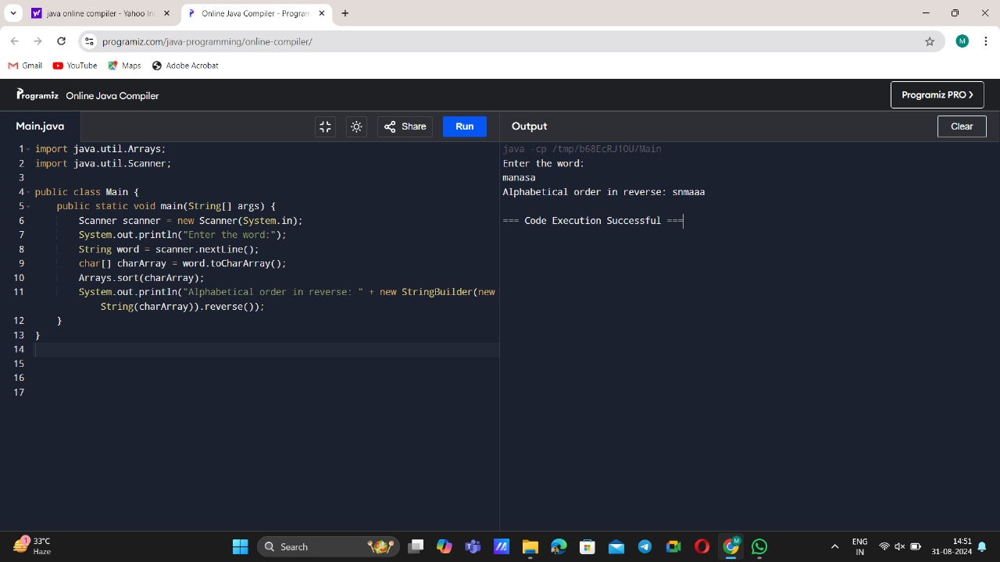 java online compiler - Yahoo In
Online Java Compiler - Program
programiz.com/java-programming/online-compiler/
M
Gmail
YouTube
Maps
Adobe Acrobat
Programiz Online Java Compiler
Programiz PRO >
Main.java
Share
Run
Output
Clear
1 import java.util.Arrays;
2 import java.util.Scanner;
3
4 public class Main {
5 public static void main(String[] args) {
6 Scanner scanner = new Scanner(System.in);
7 System.out.println("Enter the word:");
8 String word = scanner.nextLine();
9 char[] charArray = word.toCharArray();
10 Arrays.sort(charArray);
11 System.out.println("Alphabetical order in reverse: " + new StringBuilder(new
String(charArray)).reverse());
12 }
13 }
14
15
16
17
java -cp /tmp/b68EcRJ1OU/Main
Enter the word:
manasa
Alphabetical order in reverse: snmaaa
=== Code Execution Successful ===
1
33°C
Haze
Search
M
ENG
IN
14:51
31-08-2024